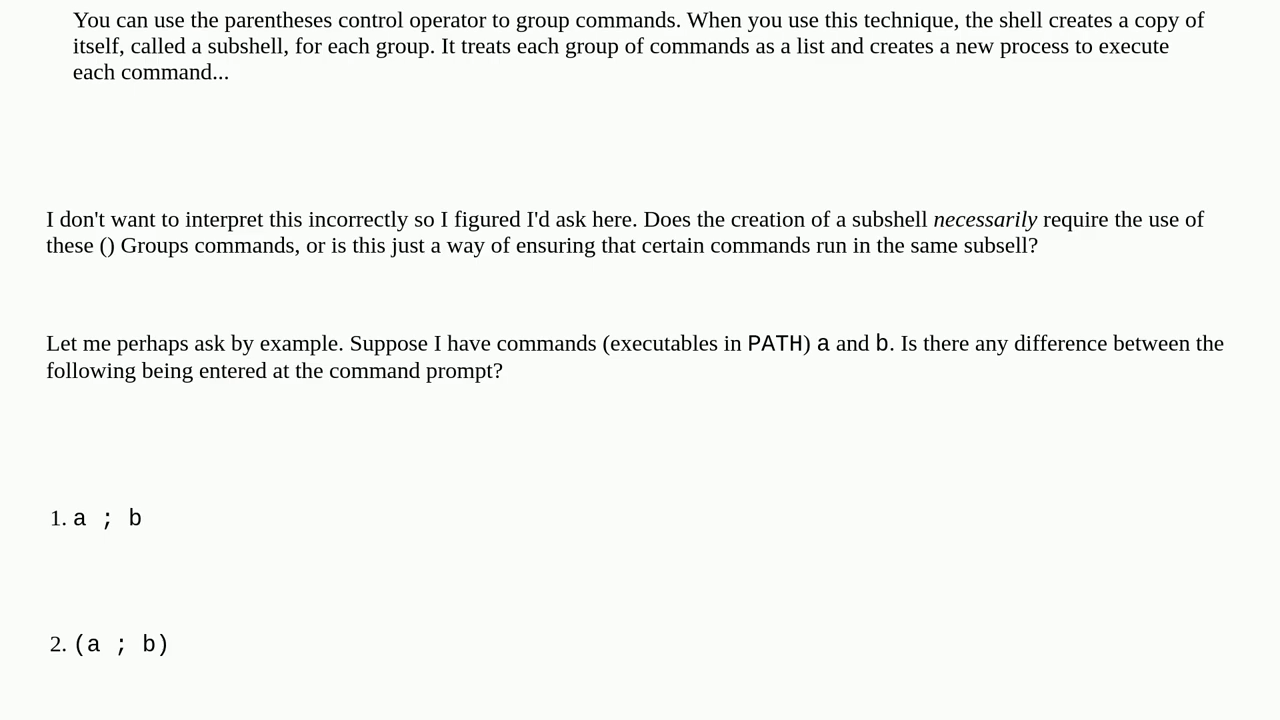 You can use the parentheses control operator to group commands. When you use this technique, the shell creates a copy of
itself, called a subshell, for each group. It treats each group of commands as a list and creates a new process to execute
each command...
I don't want to interpret this incorrectly so I figured I'd ask here. Does the creation of a subshell necessarily require the use of
these () Groups commands, or is this just a way of ensuring that certain commands run in the same subsell?
Let me perhaps ask by example. Suppose I have commands (executables in PATH) a and b. Is there any difference between the
following being entered at the command prompt?
1. a ; b
2. (a ; b)